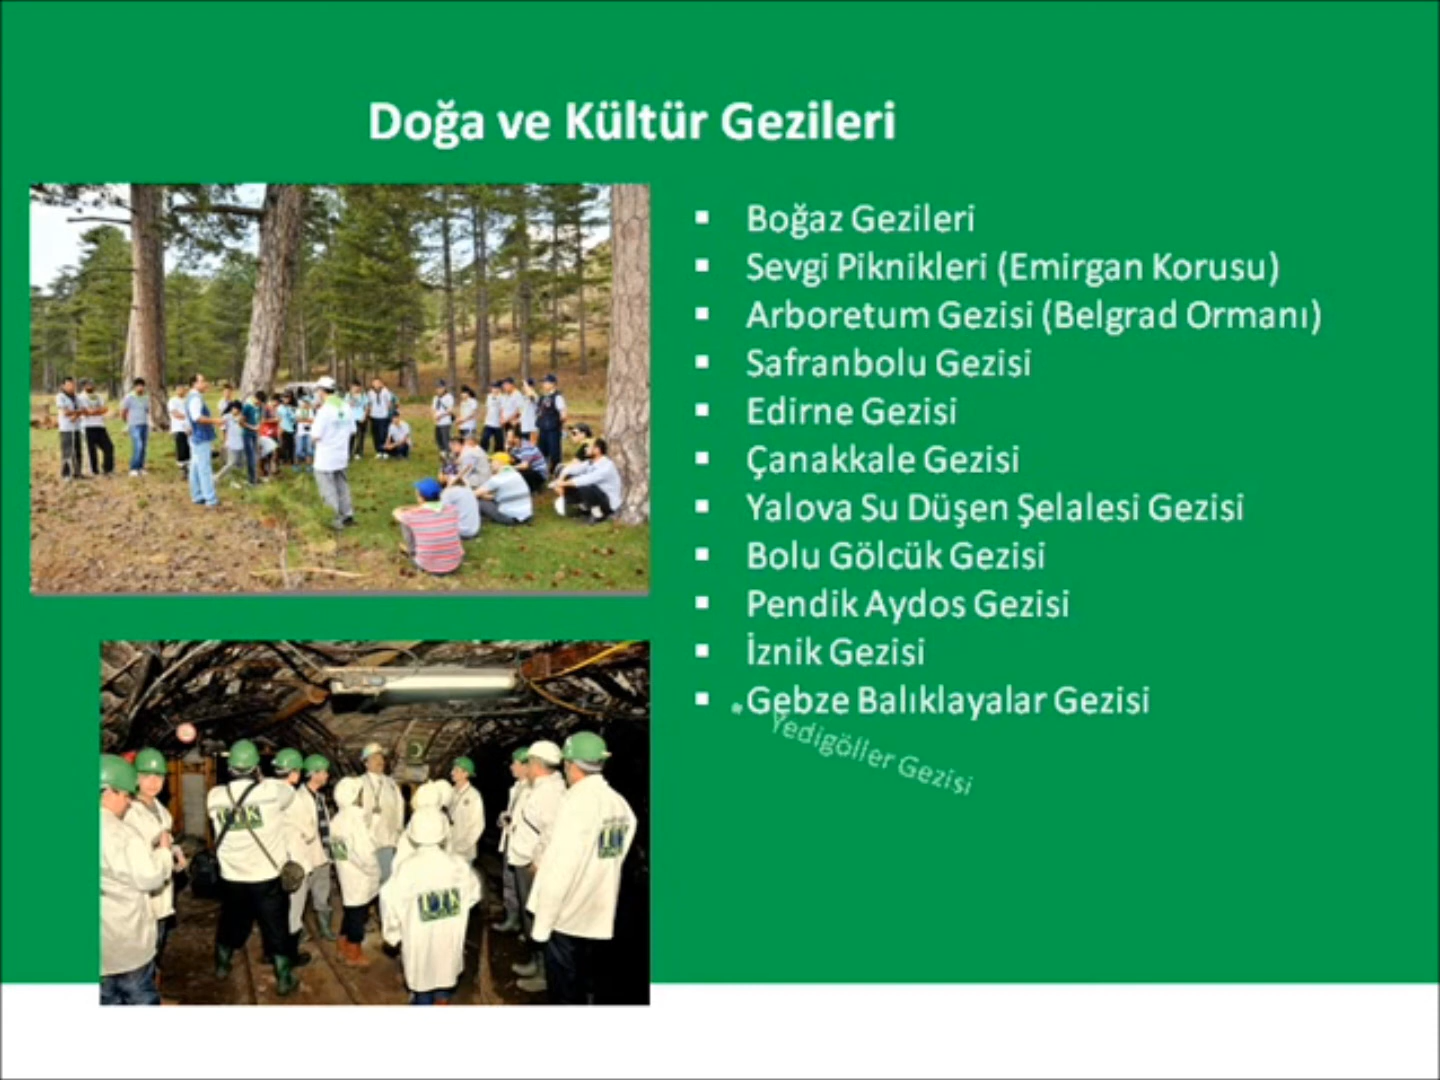 Doğa ve Kültür Gezileri
▪ Boğaz Gezileri
▪ Sevgi Piknikleri (Emirgan Korusu)
▪ Arboretum Gezisi (Belgrad Ormanı)
▪ Safranbolu Gezisi
▪ Edirne Gezisi
▪ Çanakkale Gezisi
▪ Yalova Su Düşen Şelalesi Gezisi
▪ Bolu Gölcük Gezisi
▪ Pendik Aydos Gezisi
▪ İznik Gezisi
▪ Gebze Balıklayalar Gezisi
▪ Yedigöller Gezisi